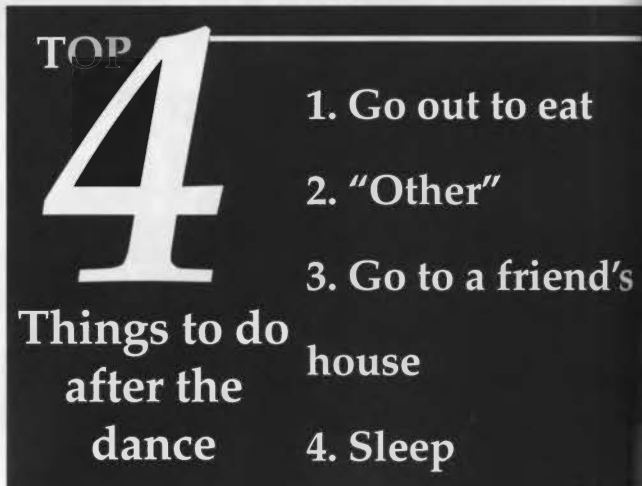 TOP
4
Things to do
after the
dance
1. Go out to eat
2. “Other”
3. Go to a friend's
house
4. Sleep